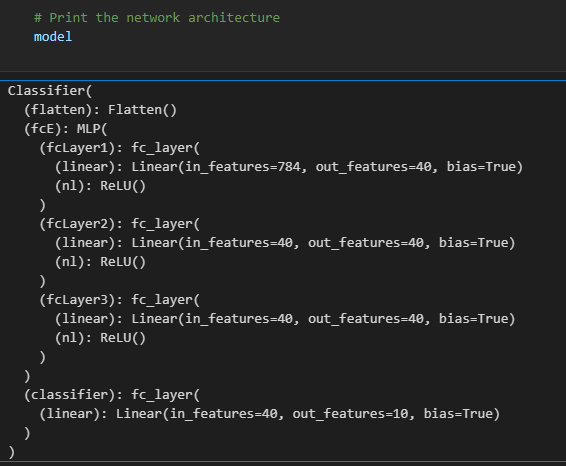 # Print the network architecture
model
Classifier(
  (flatten): Flatten()
  (fcE): MLP(
    (fcLayer1): fc_layer(
      (linear): Linear(in_features=784, out_features=40, bias=True)
      (nl): ReLU()
    )
    (fcLayer2): fc_layer(
      (linear): Linear(in_features=40, out_features=40, bias=True)
      (nl): ReLU()
    )
    (fcLayer3): fc_layer(
      (linear): Linear(in_features=40, out_features=40, bias=True)
      (nl): ReLU()
    )
  )
  (classifier): fc_layer(
    (linear): Linear(in_features=40, out_features=10, bias=True)
  )
)